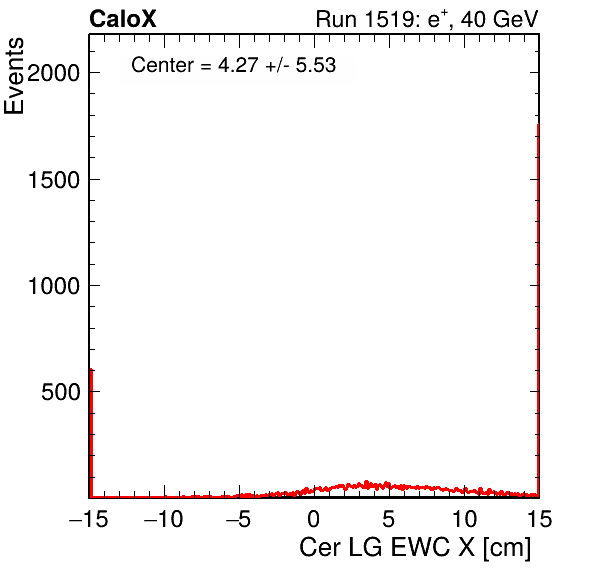 CaloX Run 1519: e⁺, 40 GeV
Center = 4.27 +/- 5.53
Events
2000
1500
1000
500
−15 −10 −5 0 5 10 15
Cer LG EWC X [cm]